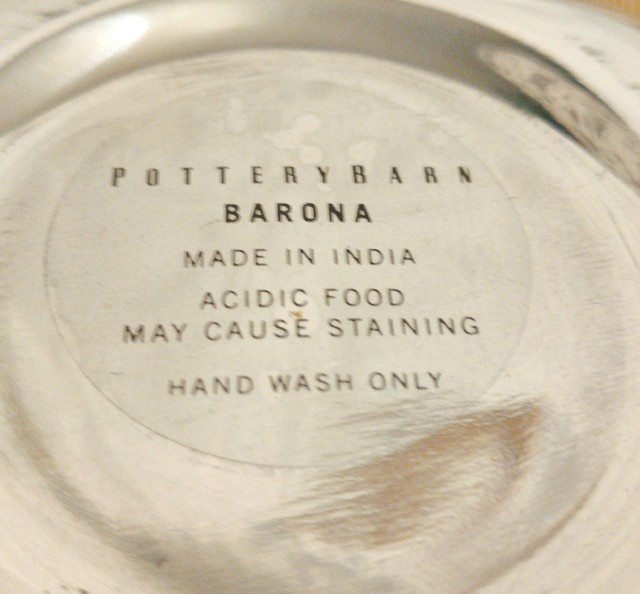 POTTERYBARN
BARONA
MADE IN INDIA
ACIDIC FOOD
MAY CAUSE STAINING
HAND WASH ONLY